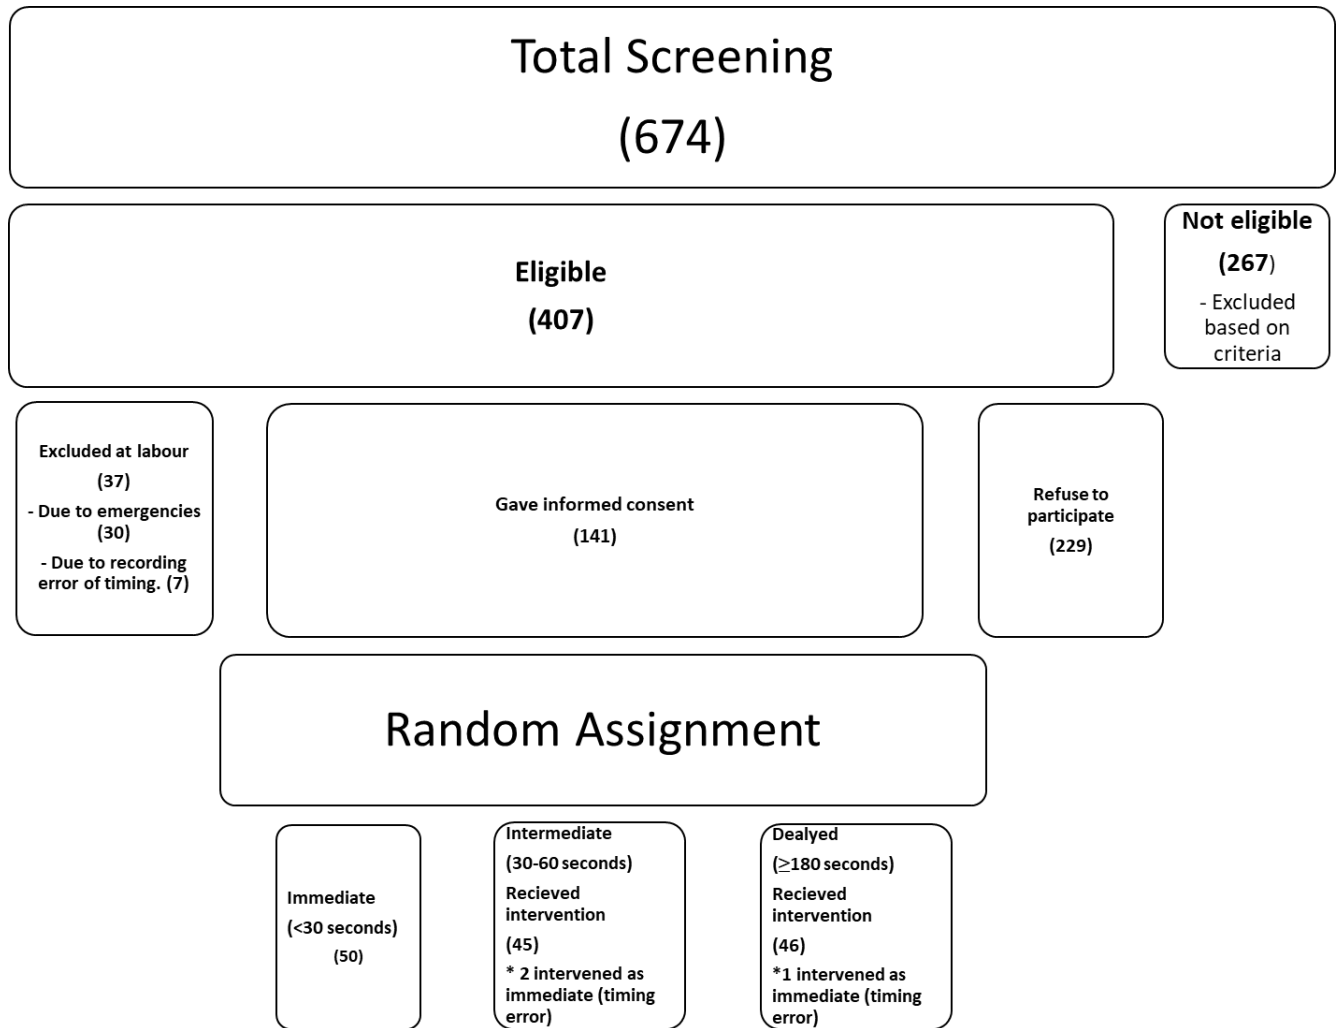 Total Screening
(674)
Eligible
(407)
Not eligible
(267)
- Excluded
based on
criteria
Excluded at labour
(37)
- Due to emergencies
(30)
- Due to recording
error of timing. (7)
Gave informed consent
(141)
Refuse to
participate
(229)
Random Assignment
Immediate
(<30 seconds)
(50)
Intermediate
(30-60 seconds)
Recieved
intervention
(45)
* 2 intervened as
immediate (timing
error)
Dealyed
(≥180 seconds)
Recieved
intervention
(46)
*1 intervened as
immediate (timing
error)